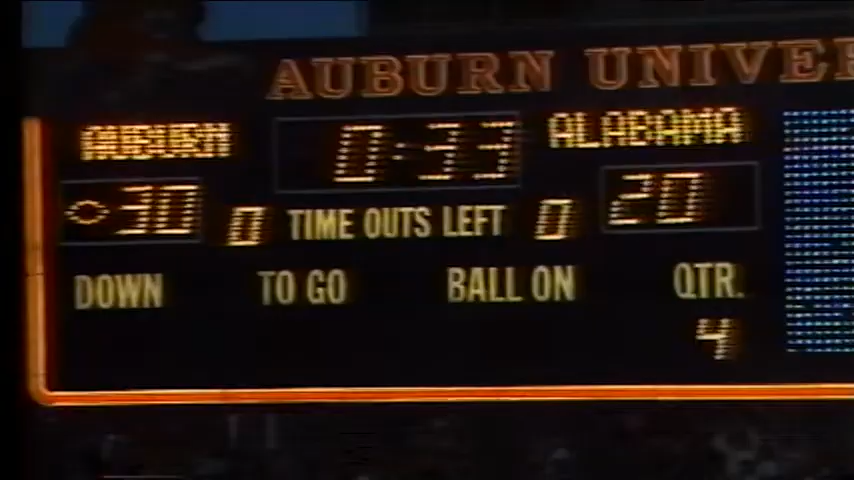 AUBURN UNIVE
AUBURN 0:33 ALABAMA
30 0 TIME OUTS LEFT 0 20
DOWN TO GO BALL ON QTR.
4